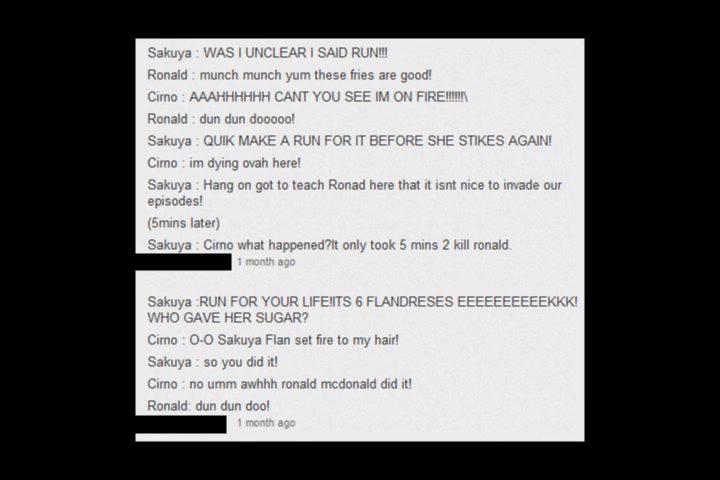 Sakuya : WAS I UNCLEAR I SAID RUN!!!
Ronald : munch munch yum these fries are good!
Cirno : AAAHHHHHH CANT YOU SEE IM ON FIRE!!!!!!\
Ronald : dun dun dooooo!
Sakuya : QUIK MAKE A RUN FOR IT BEFORE SHE STIKES AGAIN!
Cirno : im dying ovah here!
Sakuya : Hang on got to teach Ronad here that it isnt nice to invade our
episodes!
(5mins later)
Sakuya : Cirno what happened?It only took 5 mins 2 kill ronald.
1 month ago
Sakuya :RUN FOR YOUR LIFE!ITS 6 FLANDRESES EEEEEEEEEEKKK!
WHO GAVE HER SUGAR?
Cirno : O-O Sakuya Flan set fire to my hair!
Sakuya : so you did it!
Cirno : no umm awhhh ronald mcdonald did it!
Ronald: dun dun doo!
1 month ago